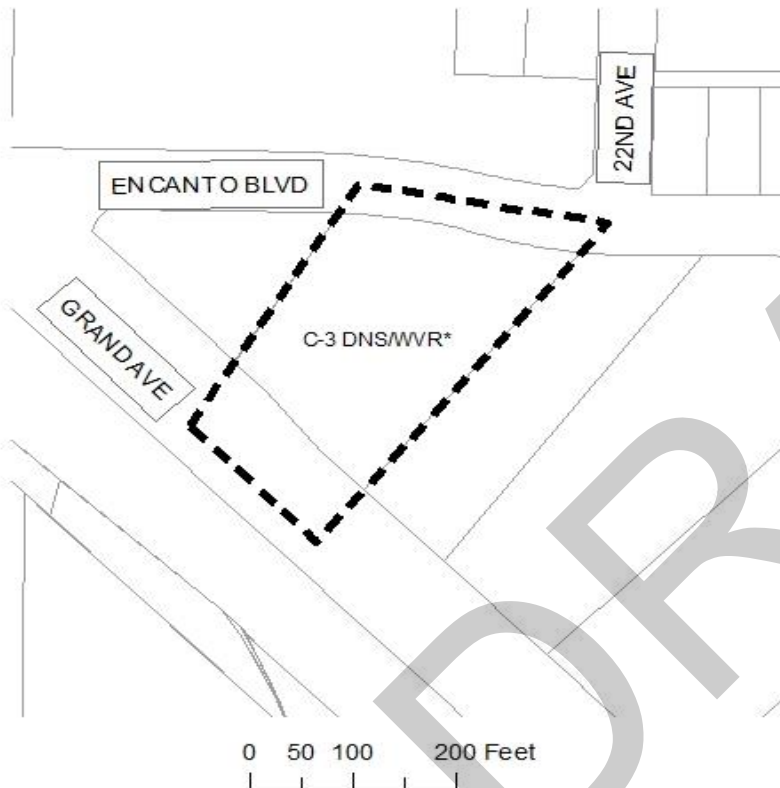 22ND AVE
ENCANTO BLVD
GRAND AVE
C-3 DNS/WVR*
0 50 100 200 Feet